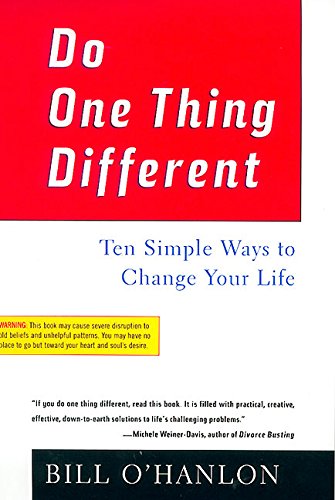 Do
One Thing
Different
Ten Simple Ways to
Change Your Life
WARNING: This book may cause severe disruption to
old beliefs and unhelpful patterns. You may have no
place to go but toward your heart and soul's desire.
"If you do one thing different, read this book. It is filled with practical, creative,
effective, down-to-earth solutions to life's challenging problems."
—Michele Weiner-Davis, author of Divorce Busting
BILL O'HANLON